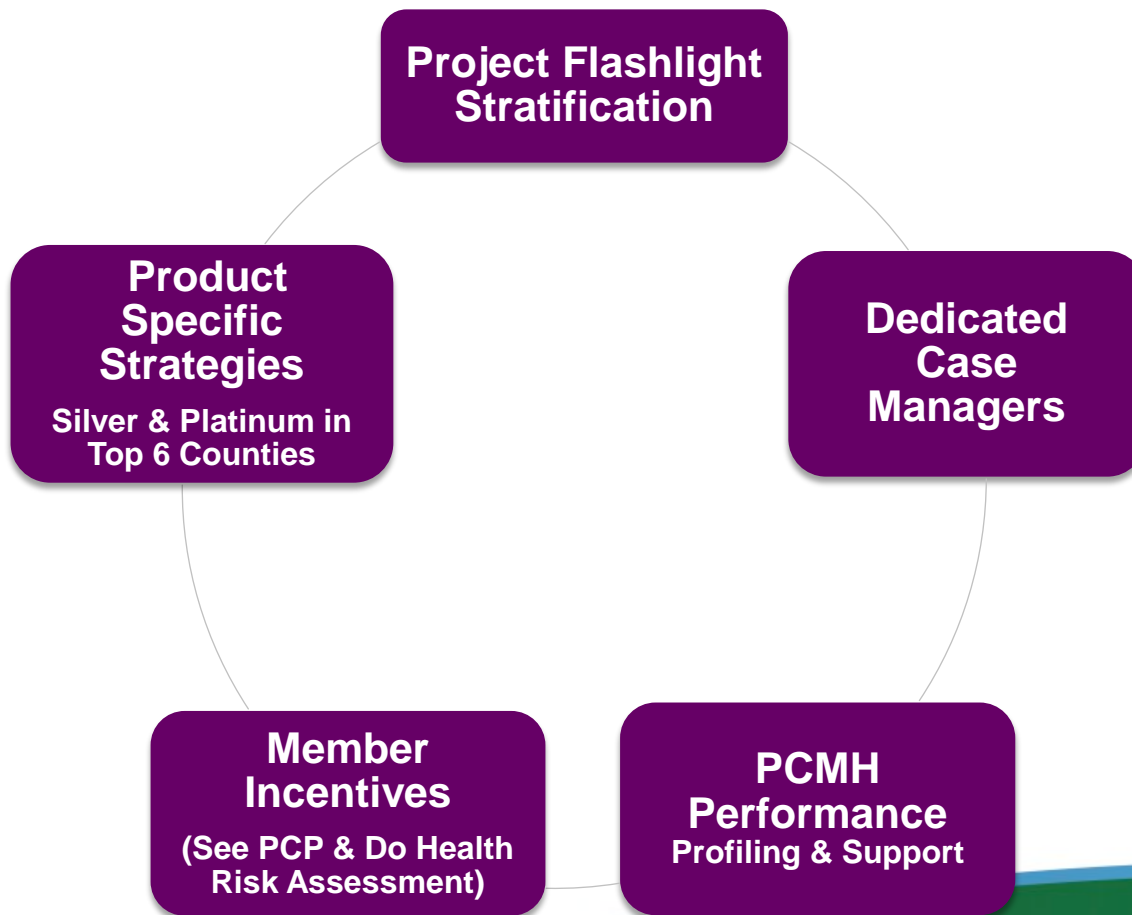 Project Flashlight
Stratification
Product
Specific
Strategies
Silver & Platinum in
Top 6 Counties
Dedicated
Case
Managers
Member
Incentives
(See PCP & Do Health
Risk Assessment)
PCMH
Performance
Profiling & Support